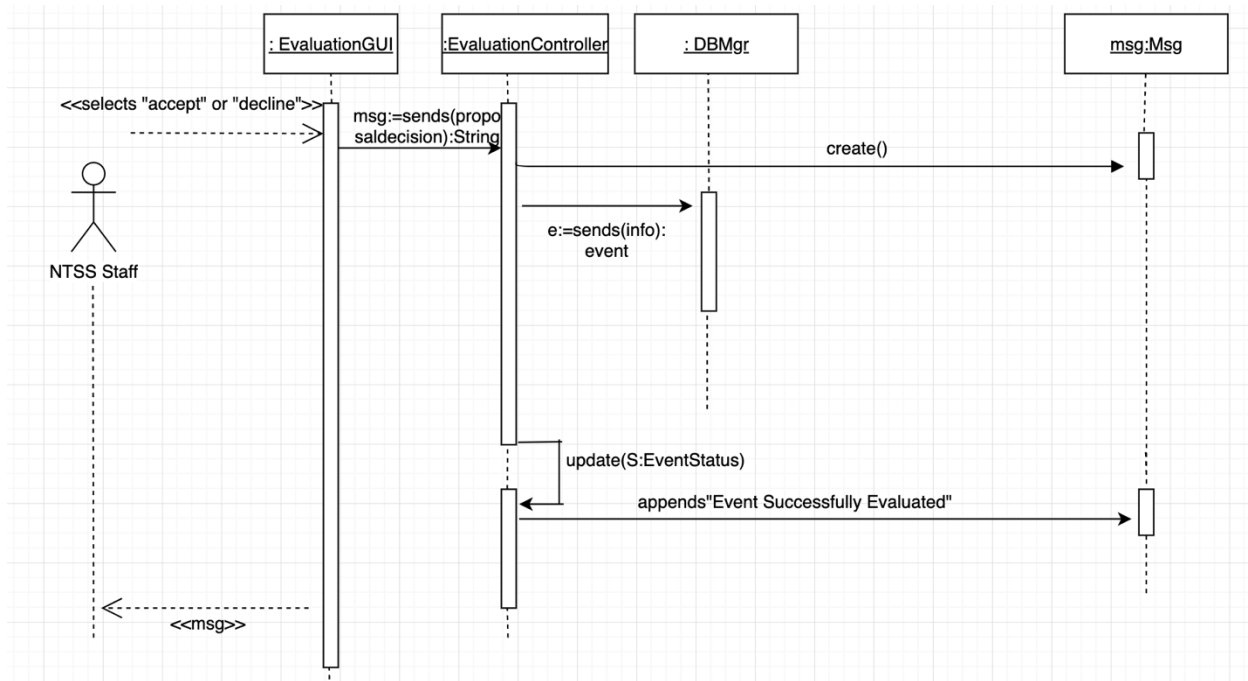 : EvaluationGUI
:EvaluationController
: DBMgr
msg:Msg
<<selects "accept" or "decline">>
msg:=sends(propo
saldecision):String
create()
e:=sends(info):
event
NTSS Staff
update(S:EventStatus)
appends"Event Successfully Evaluated"
<<msg>>